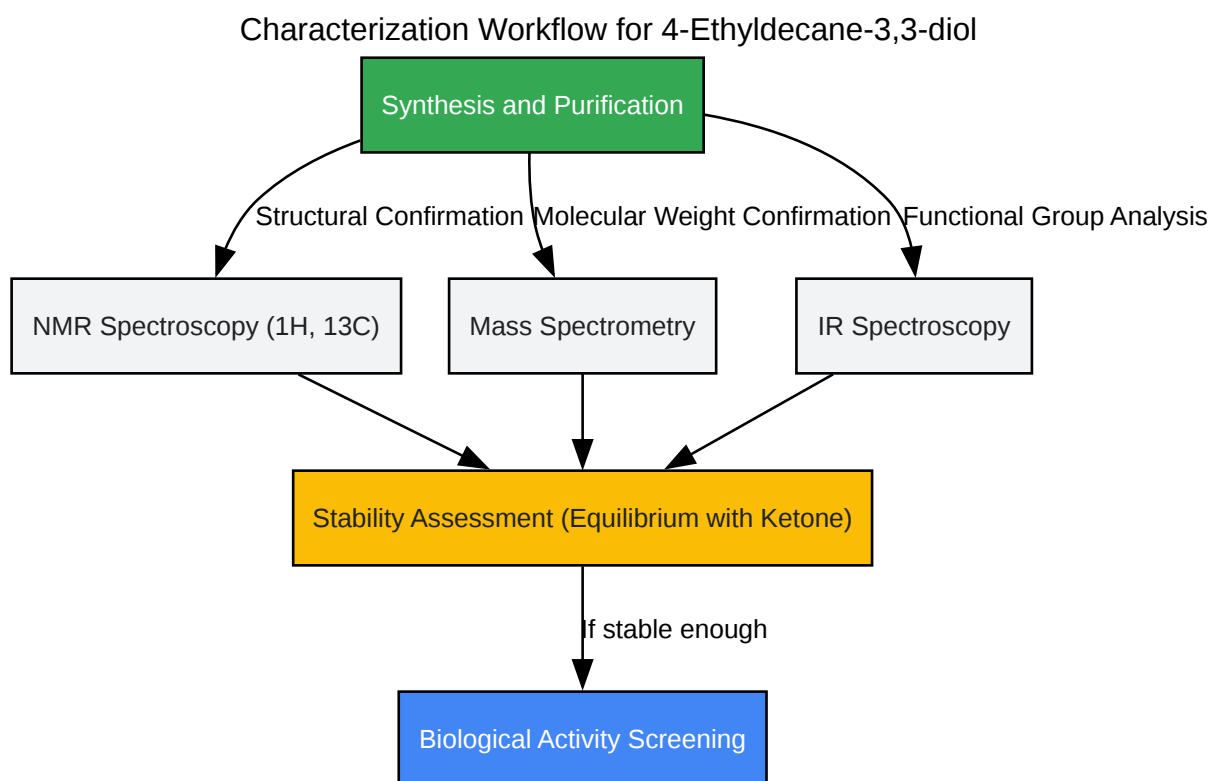 Characterization Workflow for 4-Ethyldecane-3,3-diol
Synthesis and Purification
Structural Confirmation
Molecular Weight Confirmation
Functional Group Analysis
NMR Spectroscopy (1H, 13C)
Mass Spectrometry
IR Spectroscopy
Stability Assessment (Equilibrium with Ketone)
If stable enough
Biological Activity Screening